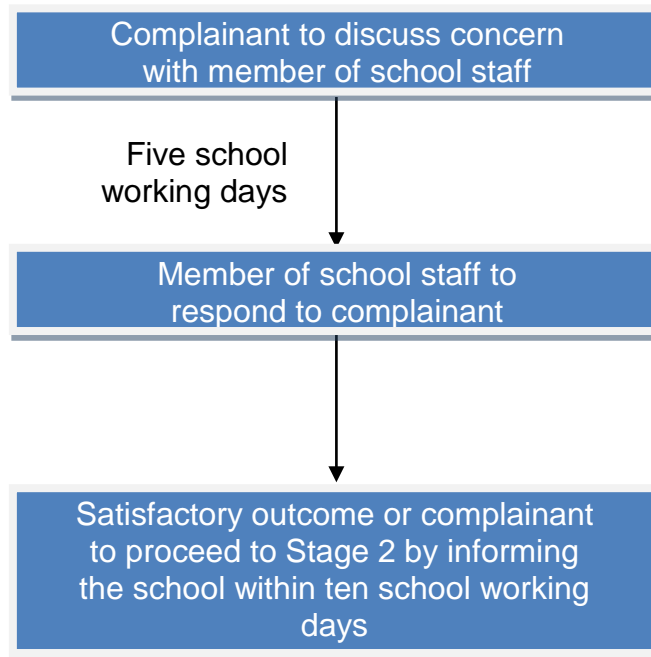 Complainant to discuss concern
with member of school staff
Five school
working days
Member of school staff to
respond to complainant
Satisfactory outcome or complainant
to proceed to Stage 2 by informing
the school within ten school working
days